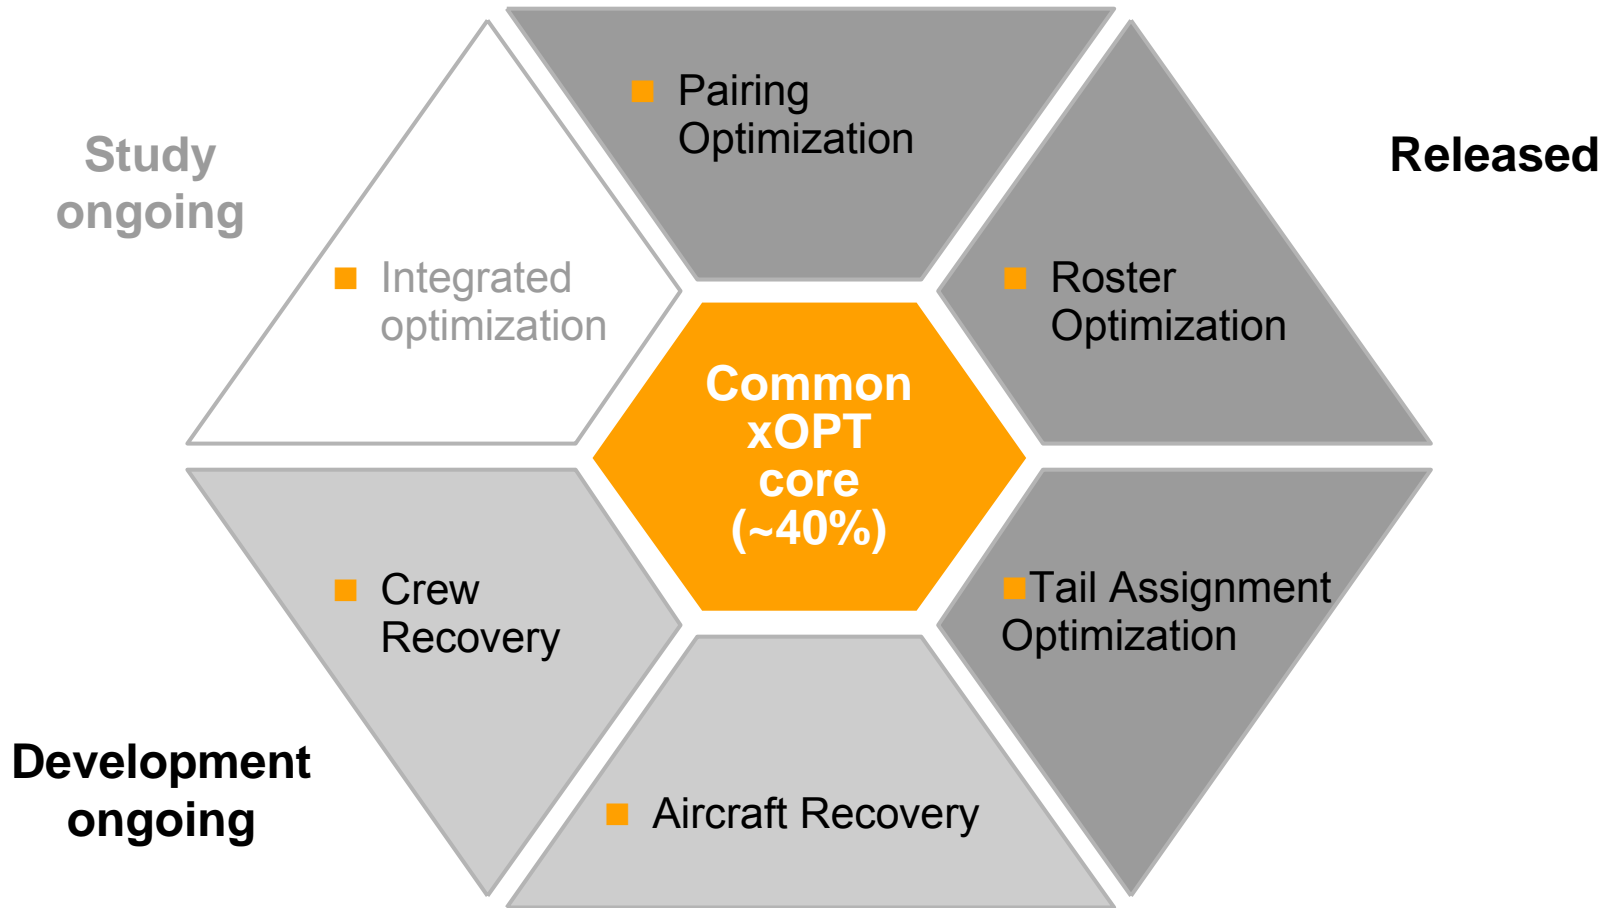 Pairing
Optimization
Study
ongoing
Released
Integrated
optimization
Roster
Optimization
Common
xOPT
core
(~40%)
Crew
Recovery
Tail Assignment
Optimization
Development
ongoing
Aircraft Recovery